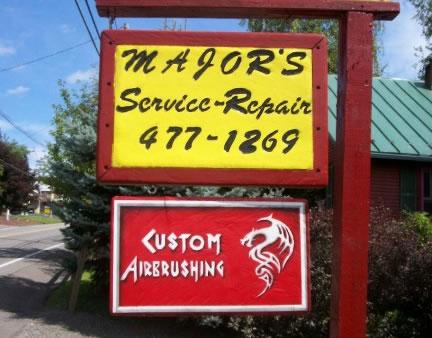 MAJOR'S
Service-Repair
477-1269
CUSTOM
AIRBRUSHING